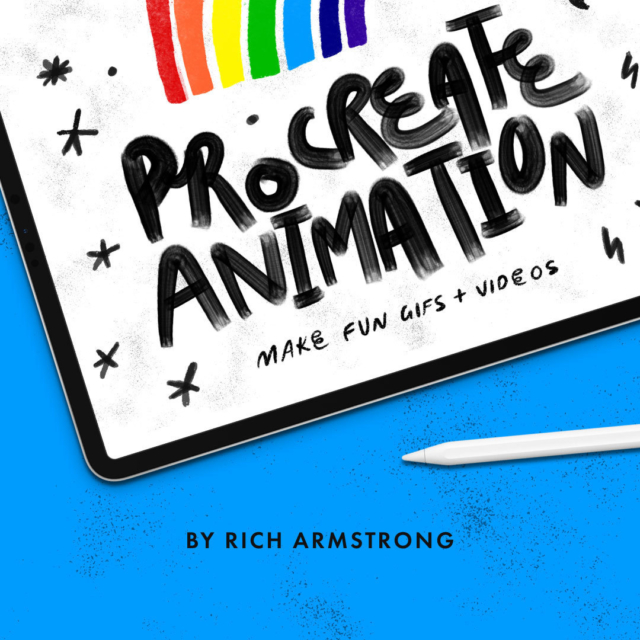 PROCREATE
ANIMATION
MAKE FUN GIFS + VIDEOS
BY RICH ARMSTRONG